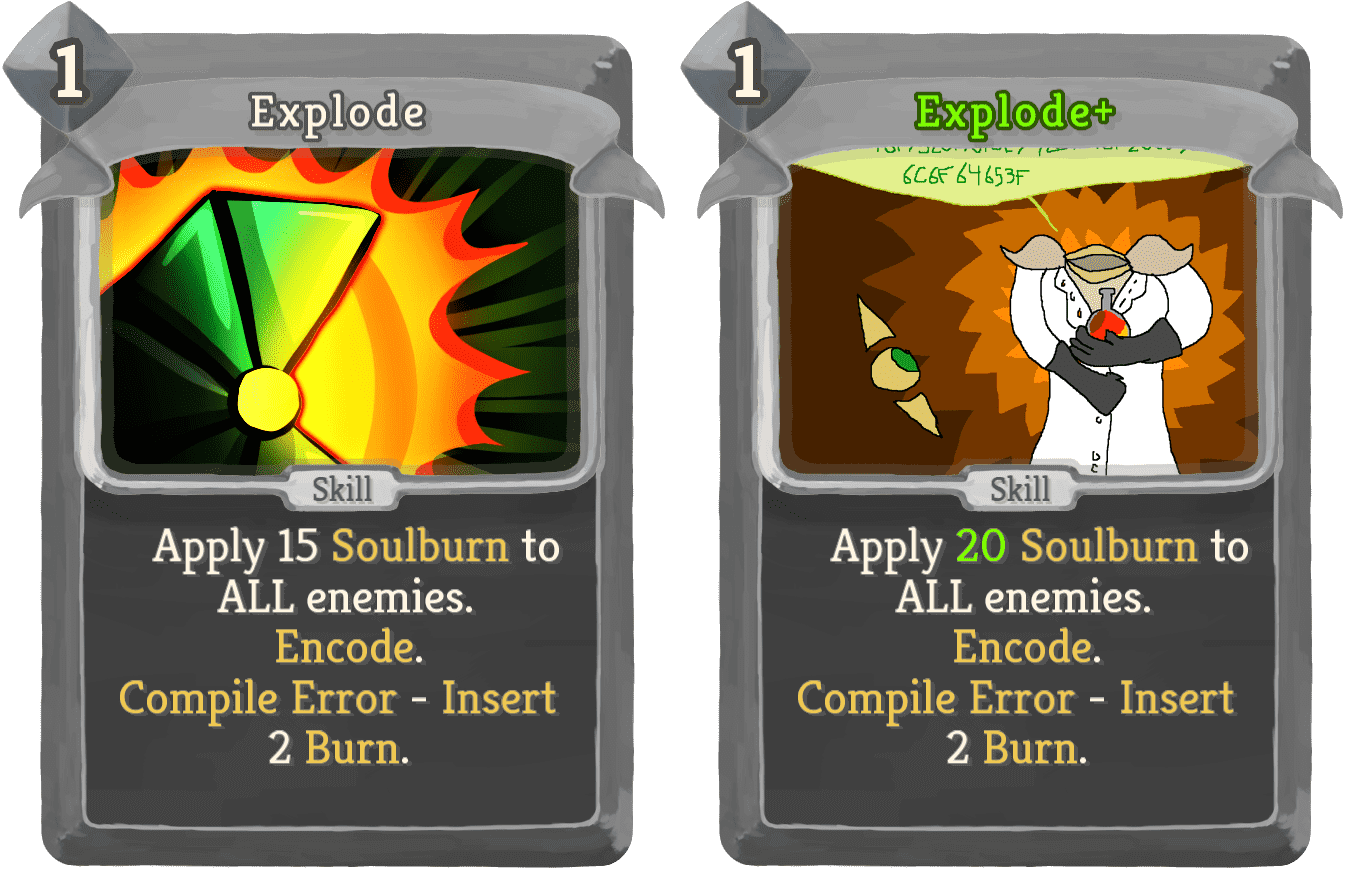 1
Explode
Skill
Apply 15 Soulburn to
ALL enemies.
Encode.
Compile Error - Insert
2 Burn.
1
Explode+
6C6F64653F
Skill
Apply 20 Soulburn to
ALL enemies.
Encode.
Compile Error - Insert
2 Burn.